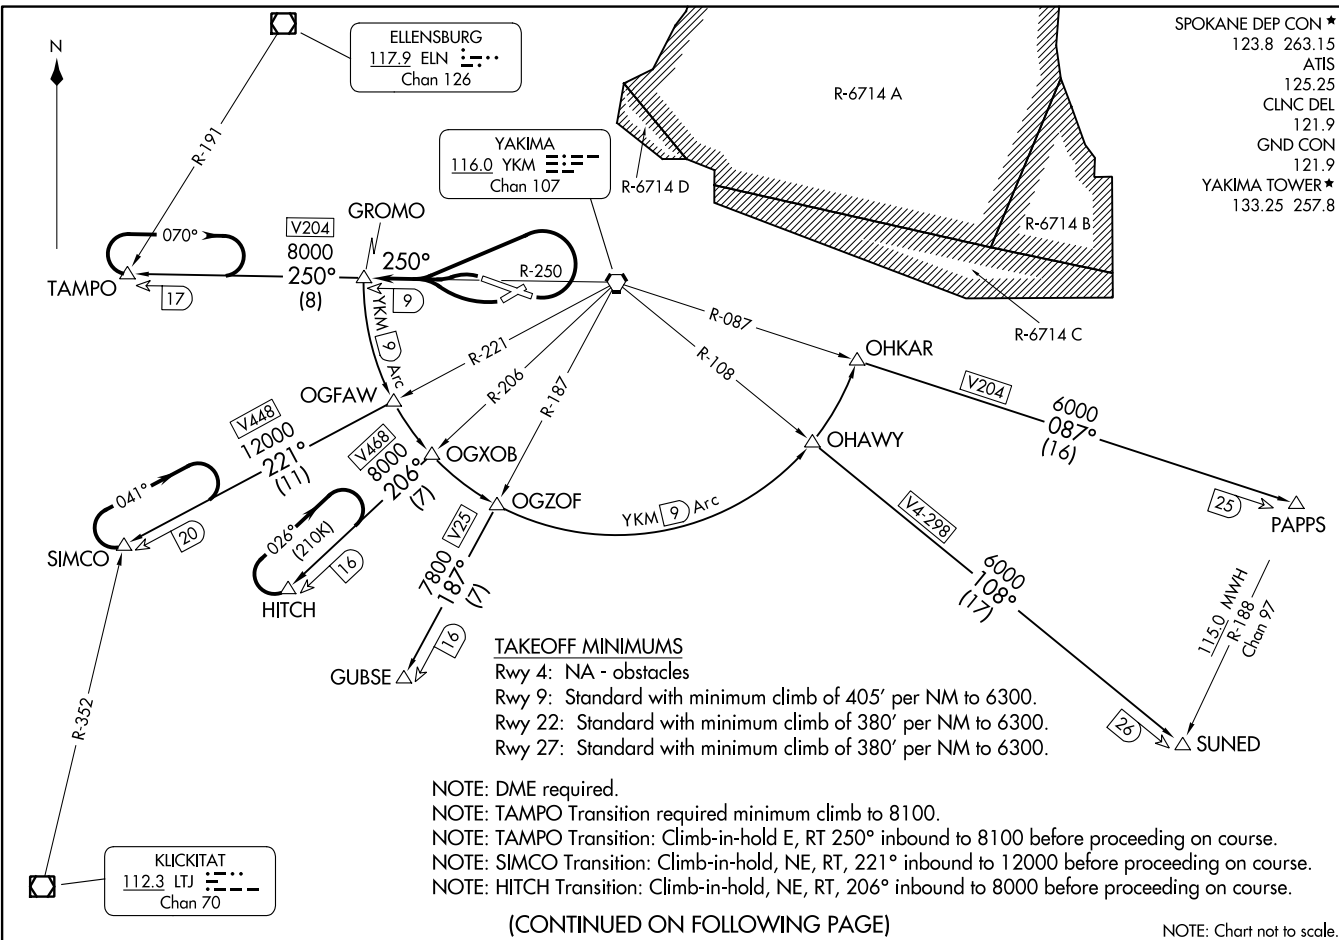 SPOKANE DEP CON ★
123.8 263.15
ATIS
125.25
CLNC DEL
121.9
GND CON
121.9
YAKIMA TOWER ★
133.25 257.8
N
ELLENSBURG
117.9 ELN
Chan 126
R-191
YAKIMA
116.0 YKM
Chan 107
R-6714 A
R-6714 D
R-6714 B
R-6714 C
GROMO
V204
8000
250°
(8)
070°
TAMPO
17
250°
9
R-250
YKM 9 Arc
R-221
R-206
R-187
R-087
R-108
OHKAR
V204
6000
087°
(16)
25
PAPPS
OGFAW
V448
12000
221°
(11)
041°
20
SIMCO
OGXOB
V468
8000
206°
(7)
026°
(210K)
16
HITCH
OGZOF
V25
7800
187°
(7)
16
GUBSE
YKM 9 Arc
OHAWY
V4-298
6000
108°
(17)
26
SUNED
115.0 MWH
R-188
Chan 97
R-352
KLICKITAT
112.3 LTJ
Chan 70
TAKEOFF MINIMUMS
Rwy 4: NA - obstacles
Rwy 9: Standard with minimum climb of 405' per NM to 6300.
Rwy 22: Standard with minimum climb of 380' per NM to 6300.
Rwy 27: Standard with minimum climb of 380' per NM to 6300.
NOTE: DME required.
NOTE: TAMPO Transition required minimum climb to 8100.
NOTE: TAMPO Transition: Climb-in-hold E, RT 250° inbound to 8100 before proceeding on course.
NOTE: SIMCO Transition: Climb-in-hold, NE, RT, 221° inbound to 12000 before proceeding on course.
NOTE: HITCH Transition: Climb-in-hold, NE, RT, 206° inbound to 8000 before proceeding on course.
(CONTINUED ON FOLLOWING PAGE)
NOTE: Chart not to scale.